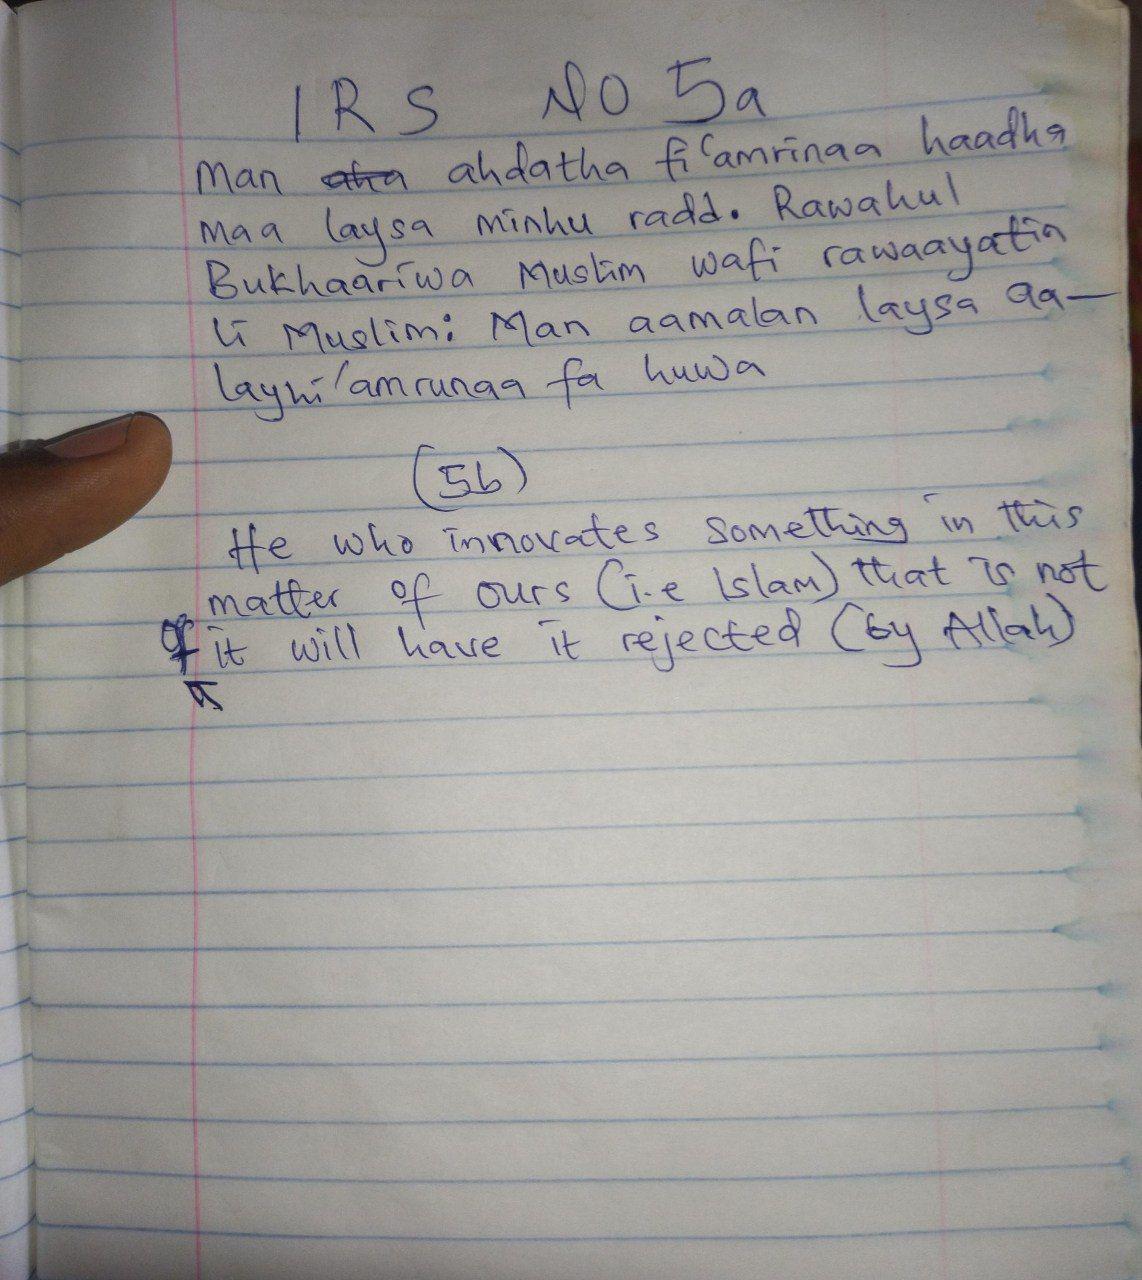 IRS NO 5a
Man ahdatha fi'amrinaa haadha
maa laysa minhu radd. Rawahul
Bukhaariwa Muslim wafi rawaayatin
li Muslim: Man aamalan laysa aa-
layhi'amrunaa fa huwa
(5b)
He who innovates something in this
matter of ours (i.e Islam) that is not
of it will have it rejected (by Allah)